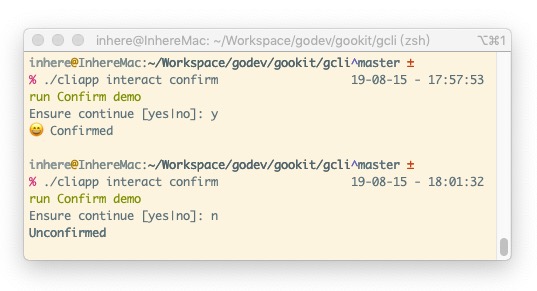 inhere@InhereMac: ~/Workspace/godev/gookit/gcli (zsh) ⌥⌘1
inhere@InhereMac:~/Workspace/godev/gookit/gcli^master ±
% ./cliapp interact confirm 19-08-15 - 17:57:53
run Confirm demo
Ensure continue [yes|no]: y
😀 Confirmed
inhere@InhereMac:~/Workspace/godev/gookit/gcli^master ±
% ./cliapp interact confirm 19-08-15 - 18:01:32
run Confirm demo
Ensure continue [yes|no]: n
Unconfirmed